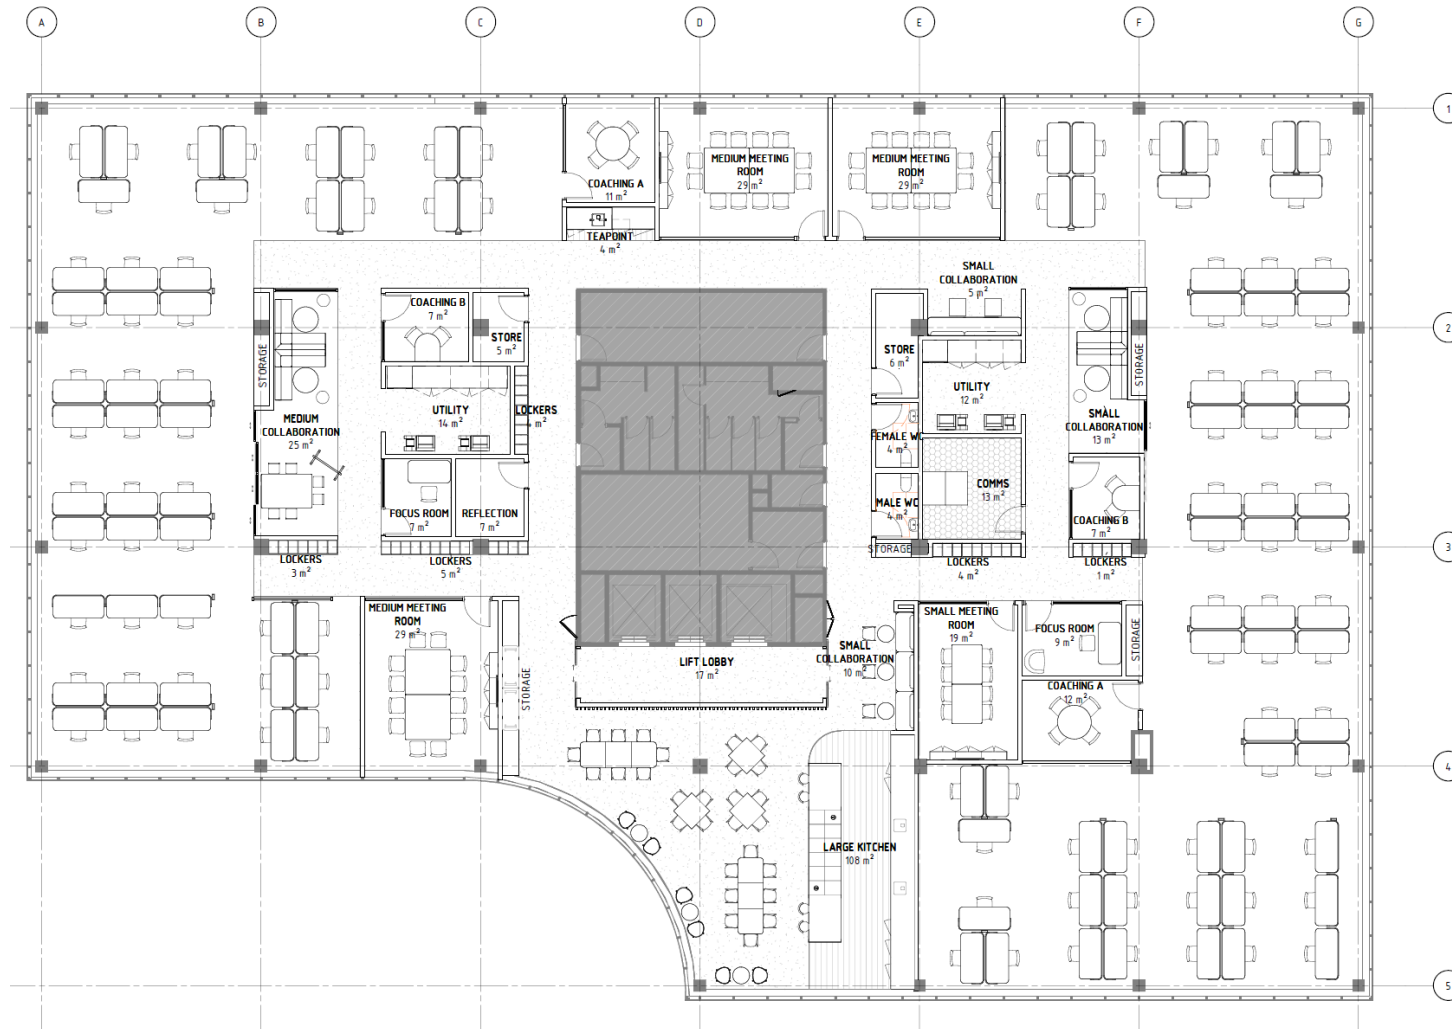 A B C D E F G
1
COACHING A
11 m²
MEDIUM MEETING
ROOM
29 m²
MEDIUM MEETING
ROOM
29 m²
TEAPOINT
4 m²
SMALL
COLLABORATION
5 m²
COACHING B
7 m²
STORE
5 m²
2
STORAGE
STORE
6 m²
STORAGE
UTILITY
14 m²
LOCKERS
4 m²
UTILITY
12 m²
MEDIUM
COLLABORATION
25 m²
SMALL
COLLABORATION
13 m²
FEMALE WC
4 m²
FOCUS ROOM
7 m²
REFLECTION
7 m²
MALE WC
4 m²
COMMS
13 m²
COACHING B
7 m²
3
STORAGE
LOCKERS
3 m²
LOCKERS
5 m²
LOCKERS
4 m²
LOCKERS
1 m²
MEDIUM MEETING
ROOM
29 m²
SMALL MEETING
ROOM
19 m²
FOCUS ROOM
9 m²
STORAGE
STORAGE
LIFT LOBBY
17 m²
SMALL
COLLABORATION
10 m²
COACHING A
12 m²
4
LARGE KITCHEN
108 m²
5